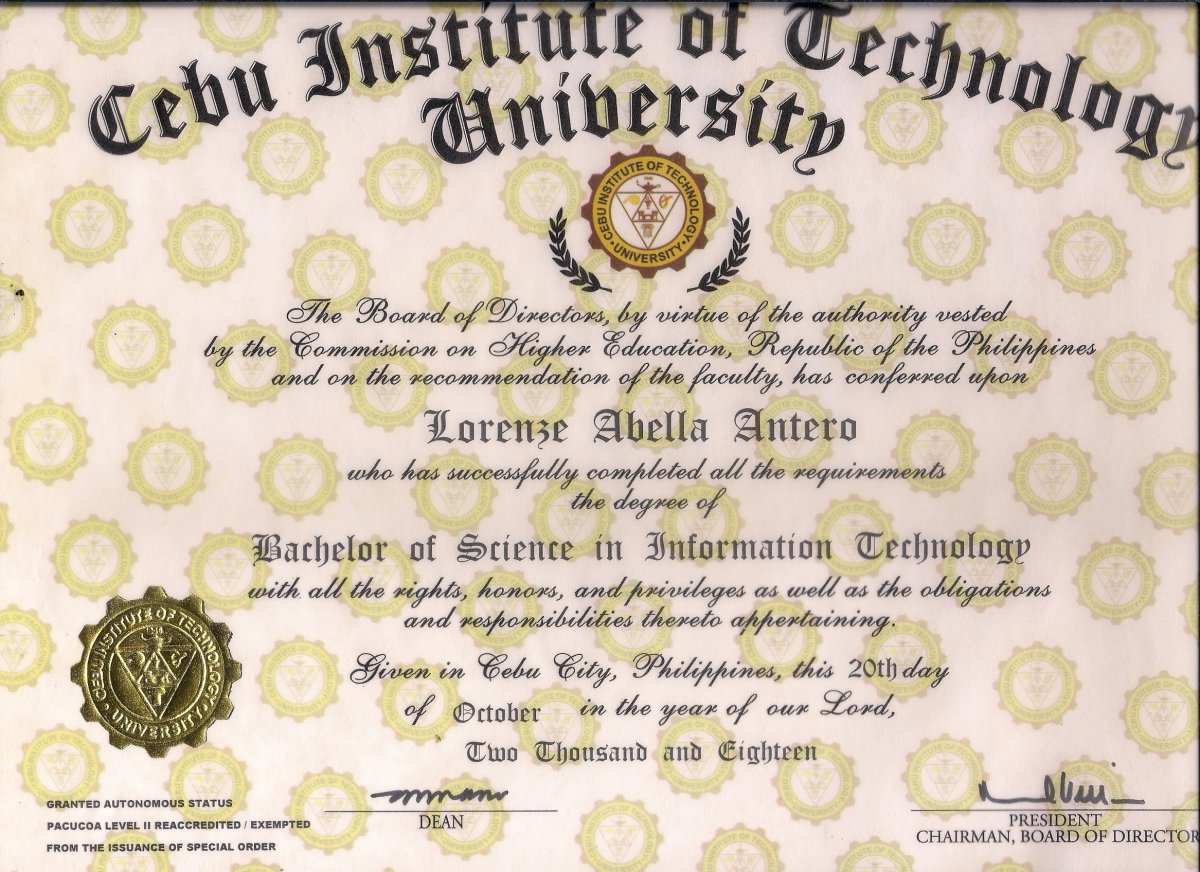 Cebu Institute of Technology
University
CEBU INSTITUTE OF TECHNOLOGY
UNIVERSITY
The Board of Directors, by virtue of the authority vested
by the Commission on Higher Education, Republic of the Philippines
and on the recommendation of the faculty, has conferred upon
Lorenze Abella Antero
who has successfully completed all the requirements
the degree of
Bachelor of Science in Information Technology
with all the rights, honors, and privileges as well as the obligations
and responsibilities thereto appertaining.
Given in Cebu City, Philippines, this 20th day
of October in the year of our Lord,
Two Thousand and Eighteen
CEBU INSTITUTE OF TECHNOLOGY
UNIVERSITY
GRANTED AUTONOMOUS STATUS
PACUCOA LEVEL II REACCREDITED / EXEMPTED
FROM THE ISSUANCE OF SPECIAL ORDER
DEAN
PRESIDENT
CHAIRMAN, BOARD OF DIRECTOR